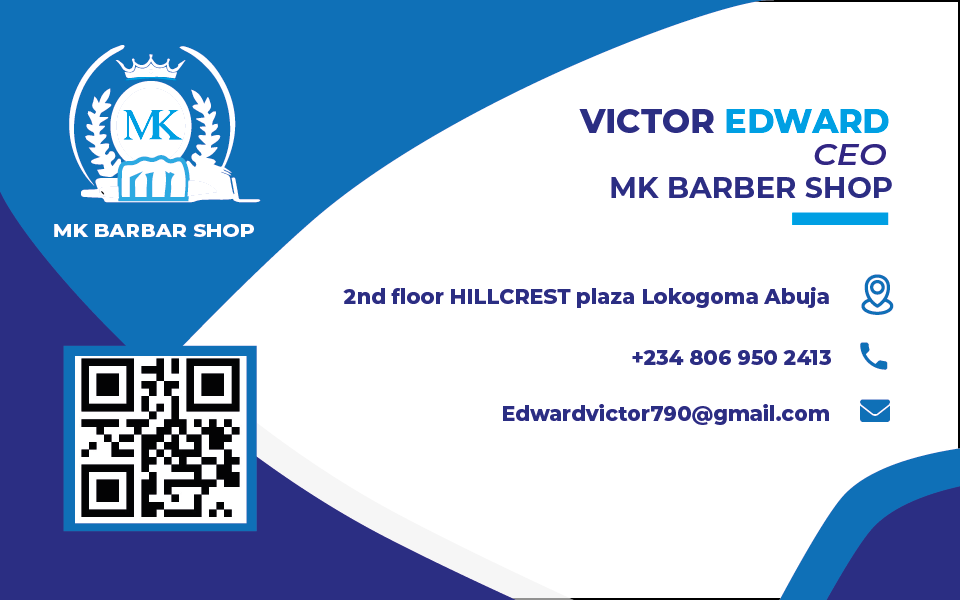 MK
MK BARBAR SHOP
VICTOR EDWARD
CEO
MK BARBER SHOP
2nd floor HILLCREST plaza Lokogoma Abuja
+234 806 950 2413
Edwardvictor790@gmail.com